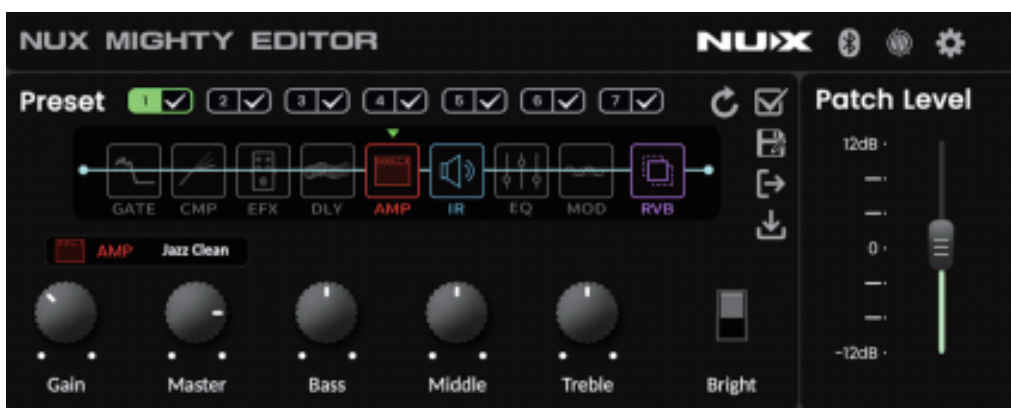 NUX MIGHTY EDITOR
NUX
Preset 1 2 3 4 5 6 7
Patch Level
12dB
0
-12dB
GATE CMP EFX DLY AMP IR EQ MOD RVB
AMP Jazz Clean
Gain Master Bass Middle Treble Bright